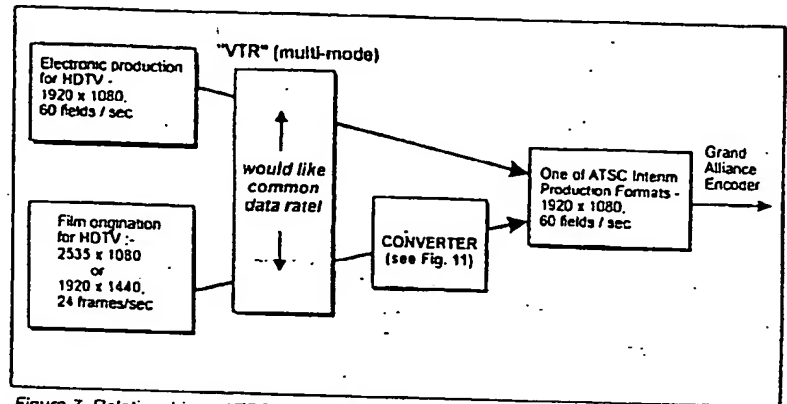 "VTR" (multi-mode)
Electronic production
for HDTV -
1920 x 1080,
60 fields / sec
would like
common
data rate!
Film origination
for HDTV :-
2535 x 1080
or
1920 x 1440,
24 frames/sec
CONVERTER
(see Fig. 11)
One of ATSC Interim
Production Formats -
1920 x 1080,
60 fields / sec
Grand
Alliance
Encoder